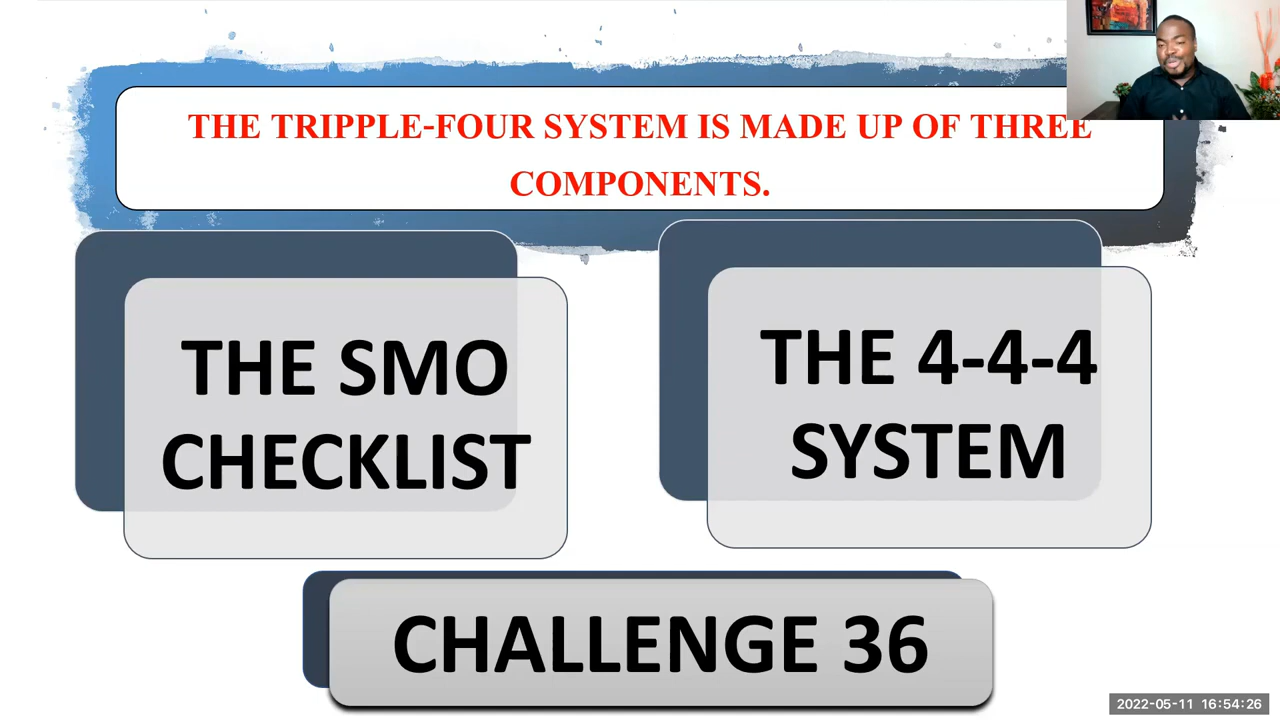 THE TRIPPLE-FOUR SYSTEM IS MADE UP OF THREE
COMPONENTS.
THE SMO
CHECKLIST
THE 4-4-4
SYSTEM
CHALLENGE 36
2022-05-11 16:54:26